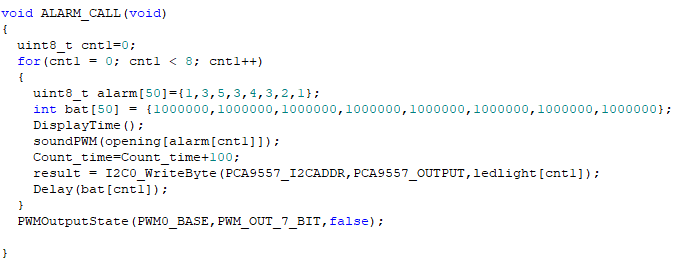 void ALARM_CALL(void)
{
  uint8_t cnt1=0;
  for(cnt1 = 0; cnt1 < 8; cnt1++)
  {
    uint8_t alarm[50]={1,3,5,3,4,3,2,1};
    int bat[50] = {1000000,1000000,1000000,1000000,1000000,1000000,1000000,1000000};
    DisplayTime();
    soundPWM(opening[alarm[cnt1]]);
    Count_time=Count_time+100;
    result = I2C0_WriteByte(PCA9557_I2CADDR,PCA9557_OUTPUT,ledlight[cnt1]);
    Delay(bat[cnt1]);
  }
  PWMOutputState(PWM0_BASE,PWM_OUT_7_BIT,false);
}